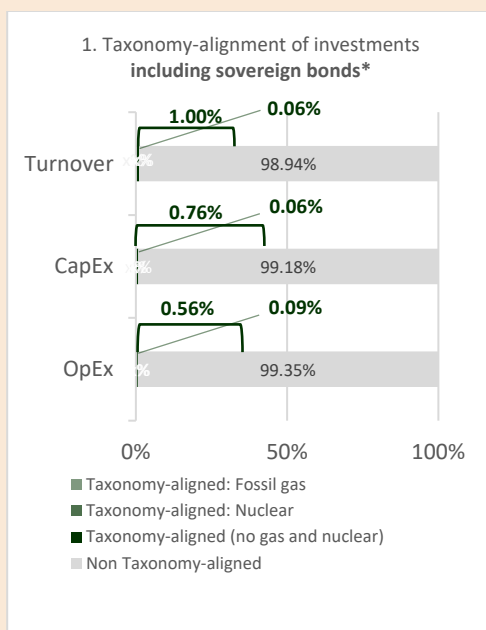 1. Taxonomy-alignment of investments
including sovereign bonds*
1.00% 0.06%
Turnover 98.94%
0.76% 0.06%
CapEx 99.18%
0.56% 0.09%
OpEx 99.35%
0% 50% 100%
Taxonomy-aligned: Fossil gas
Taxonomy-aligned: Nuclear
Taxonomy-aligned (no gas and nuclear)
Non Taxonomy-aligned